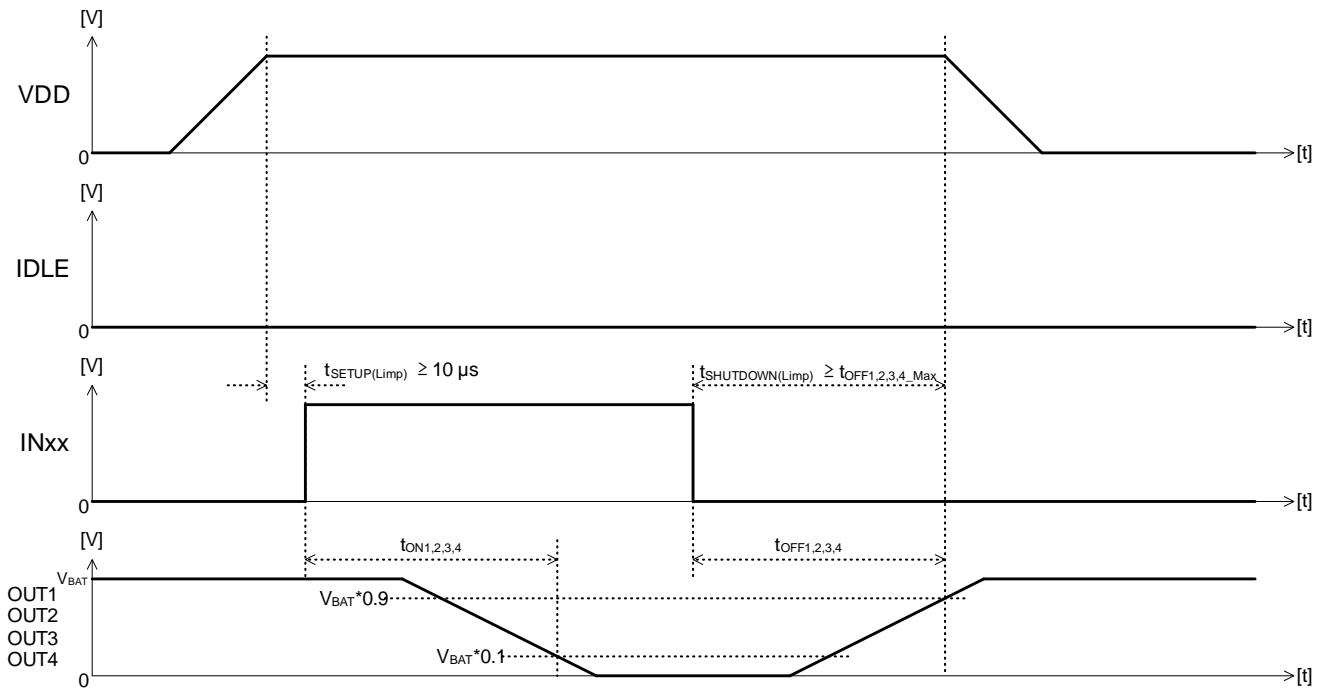 [V]
VDD
0
[t]
[V]
IDLE
0
[t]
[V]
tSETUP(Limp) ≥ 10 µs
tSHUTDOWN(Limp) ≥ tOFF1,2,3,4_Max
INxx
0
[t]
[V]
tON1,2,3,4
tOFF1,2,3,4
VBAT
OUT1
VBAT*0.9
OUT2
OUT3
OUT4
VBAT*0.1
0
[t]